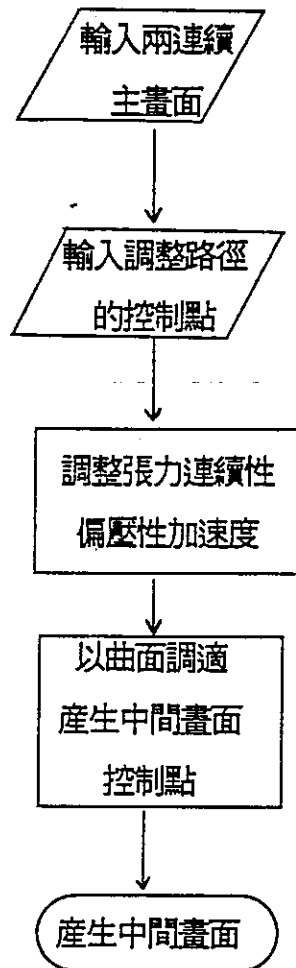 輸入兩連續
主畫面
輸入調整路徑
的控制點
調整張力連續性
偏壓性加速度
以曲面調適
産生中間畫面
控制點
産生中間畫面